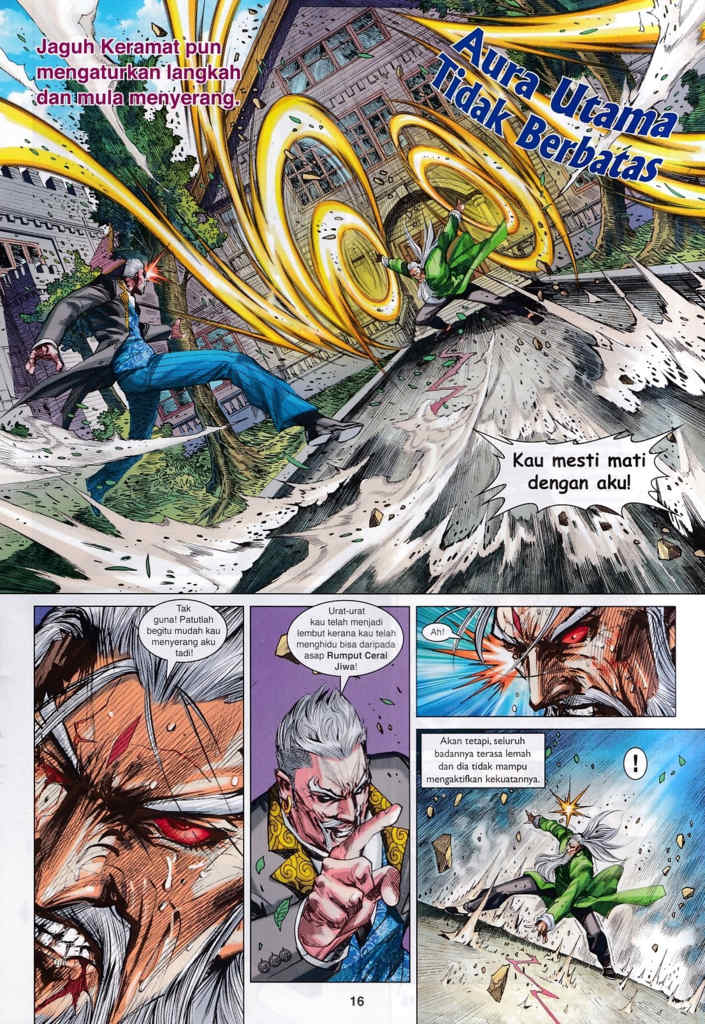 Jaguh Keramat pun
mengaturkan langkah
dan mula menyerang.
Aura Utama
Tidak Berbatas
Kau mesti mati
dengan aku!
Tak
guna! Patutlah
begitu mudah kau
menyerang aku
tadi!
Urat-urat
kau telah menjadi
lembut kerana kau telah
menghidu bisa daripada
asap Rumput Cerai
Jiwa!
Ah!
Akan tetapi, seluruh
badannya terasa lemah
dan dia tidak mampu
mengaktifkan kekuatannya.
!
16